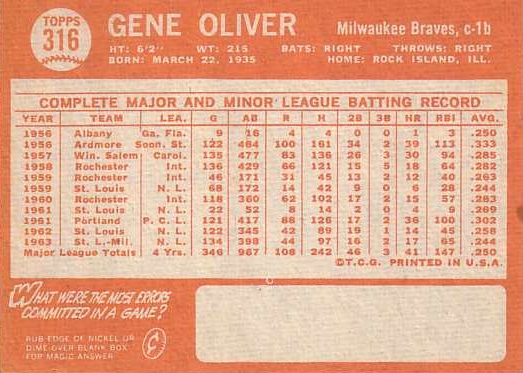 TOPPS
316
GENE OLIVER
Milwaukee Braves, c-1b
HT: 6'2" WT: 215 BATS: RIGHT THROWS: RIGHT
BORN: MARCH 22, 1935 HOME: ROCK ISLAND, ILL.
COMPLETE MAJOR AND MINOR LEAGUE BATTING RECORD
YEAR TEAM LEA. G AB R H 2B 3B HR RBI AVG.
1956 Albany Ga. Fla. 9 16 4 4 0 0 1 3 .250
1956 Ardmore Soon. St. 122 484 100 161 34 2 39 113 .333
1957 Win. Salem Carol. 135 477 83 136 26 3 30 94 .285
1958 Rochester Int. 136 429 66 121 15 5 18 64 .282
1959 Rochester Int. 46 171 31 45 13 2 12 40 .263
1959 St. Louis N. L. 68 172 14 42 9 0 6 28 .244
1960 Rochester Int. 118 360 62 102 17 2 15 57 .283
1961 St. Louis N. L. 22 52 8 14 2 0 4 9 .269
1961 Portland P. C. L. 121 417 88 126 17 2 36 100 .302
1962 St. Louis N. L. 122 345 42 89 19 1 14 45 .258
1963 St. L.-Mil. N. L. 134 398 44 97 16 2 17 65 .244
Major League Totals 4 Yrs. 346 967 108 242 46 3 41 147 .250
©T.C.G. PRINTED IN U.S.A.
WHAT WERE THE MOST ERRORS
COMMITTED IN A GAME?
RUB EDGE OF NICKEL OR
DIME OVER BLANK BOX
FOR MAGIC ANSWER